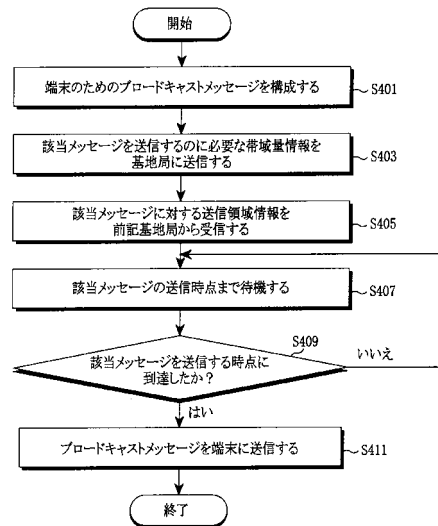 開始
端末のためのブロードキャストメッセージを構成する
S401
該当メッセージを送信するのに必要な帯域量情報を
基地局に送信する
S403
該当メッセージに対する送信領域情報を
前記基地局から受信する
S405
該当メッセージの送信時点まで待機する
S407
S409
該当メッセージを送信する時点に
到達したか?
いいえ
はい
ブロードキャストメッセージを端末に送信する
S411
終了